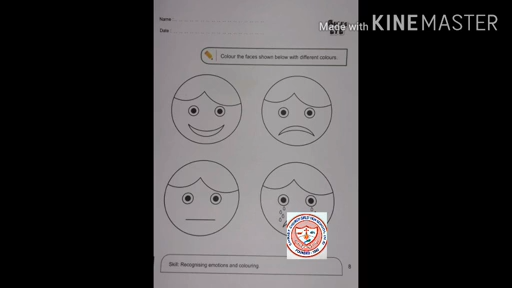 Name
Date
Made with KINEMASTER
Colour the faces shown below with different colours.
Skill: Recognising emotions and colouring